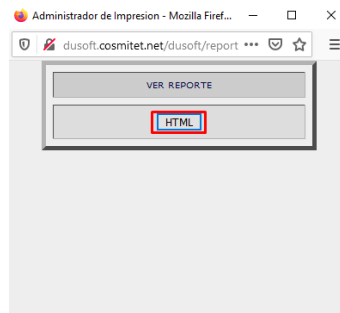 Administrador de Impresion - Mozilla Firef...
dusoft.cosmitet.net/dusoft/report
VER REPORTE
HTML